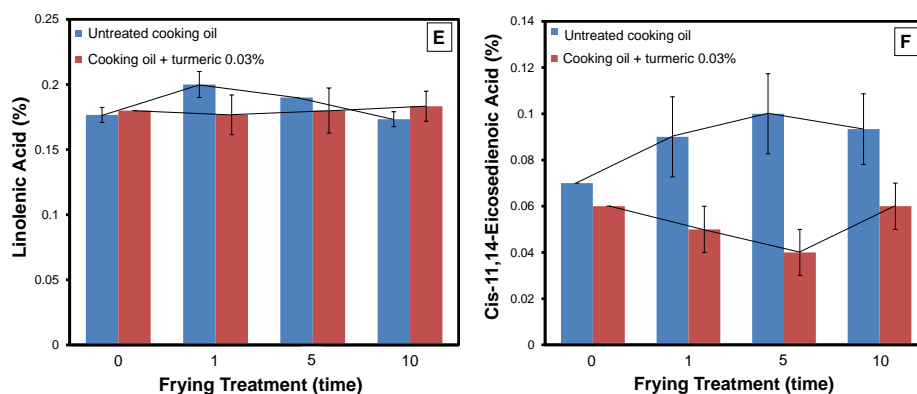 0.25
0.2
0.15
0.1
0.05
0
Linolenic Acid (%)
Untreated cooking oil
Cooking oil + turmeric 0.03%
E
0 1 5 10
Frying Treatment (time)
0.14
0.12
0.1
0.08
0.06
0.04
0.02
0
Cis-11,14-Eicosedienoic Acid (%)
Untreated cooking oil
Cooking oil + turmeric 0.03%
F
0 1 5 10
Frying Treatment (time)